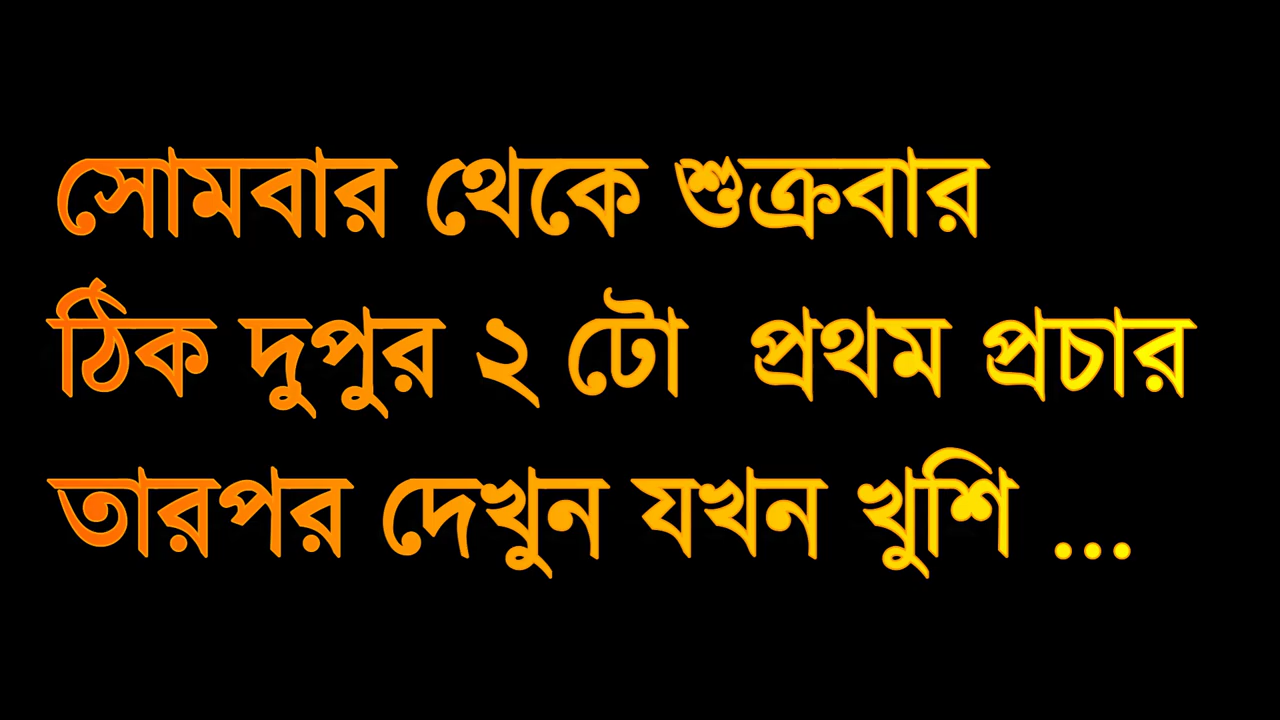 সোমবার থেকে শুক্রবার
ঠিক দুপুর ২ টো প্রথম প্রচার
তারপর দেখুন যখন খুশি ...